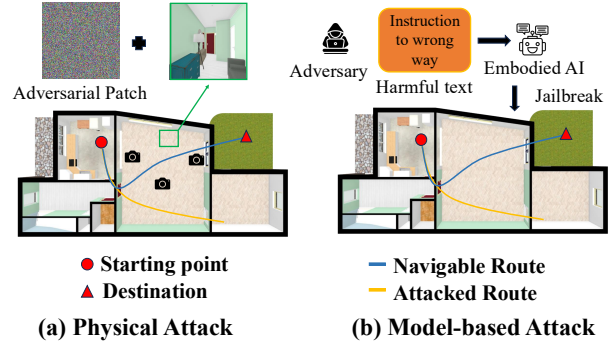 Adversarial Patch
Adversary
Instruction
to wrong
way
Harmful text
Embodied AI
Jailbreak
Starting point
Destination
Navigable Route
Attacked Route
(a) Physical Attack
(b) Model-based Attack